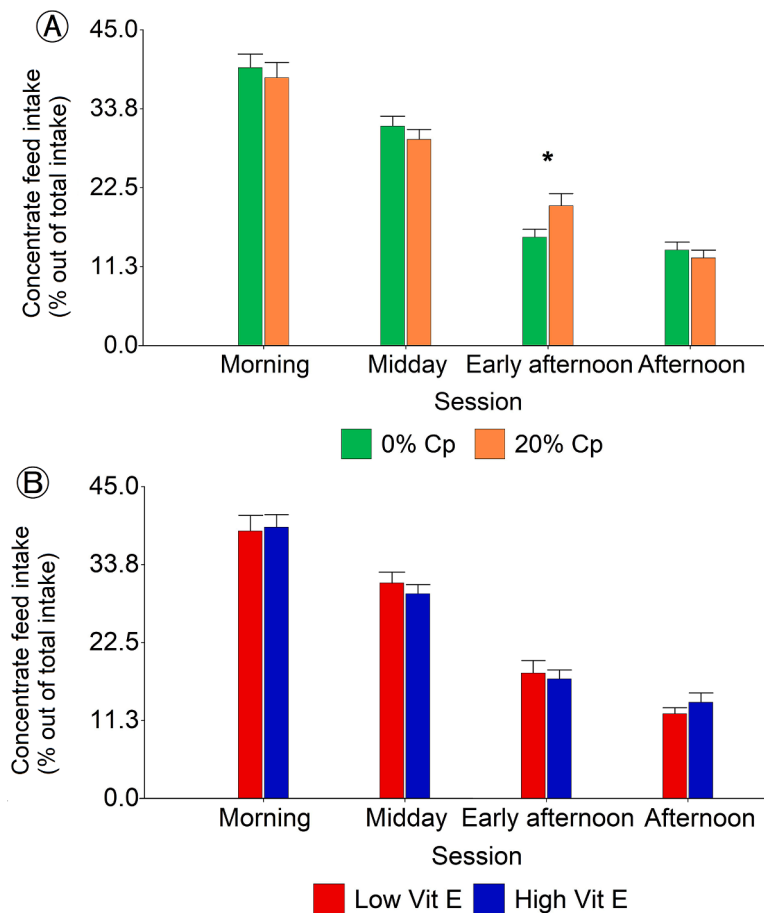 A
Concentrate feed intake
(% out of total intake)
45.0
33.8
22.5
11.3
0.0
*
Morning Midday Early afternoon Afternoon
Session
0% Cp 20% Cp
B
Concentrate feed intake
(% out of total intake)
45.0
33.8
22.5
11.3
0.0
Morning Midday Early afternoon Afternoon
Session
Low Vit E High Vit E